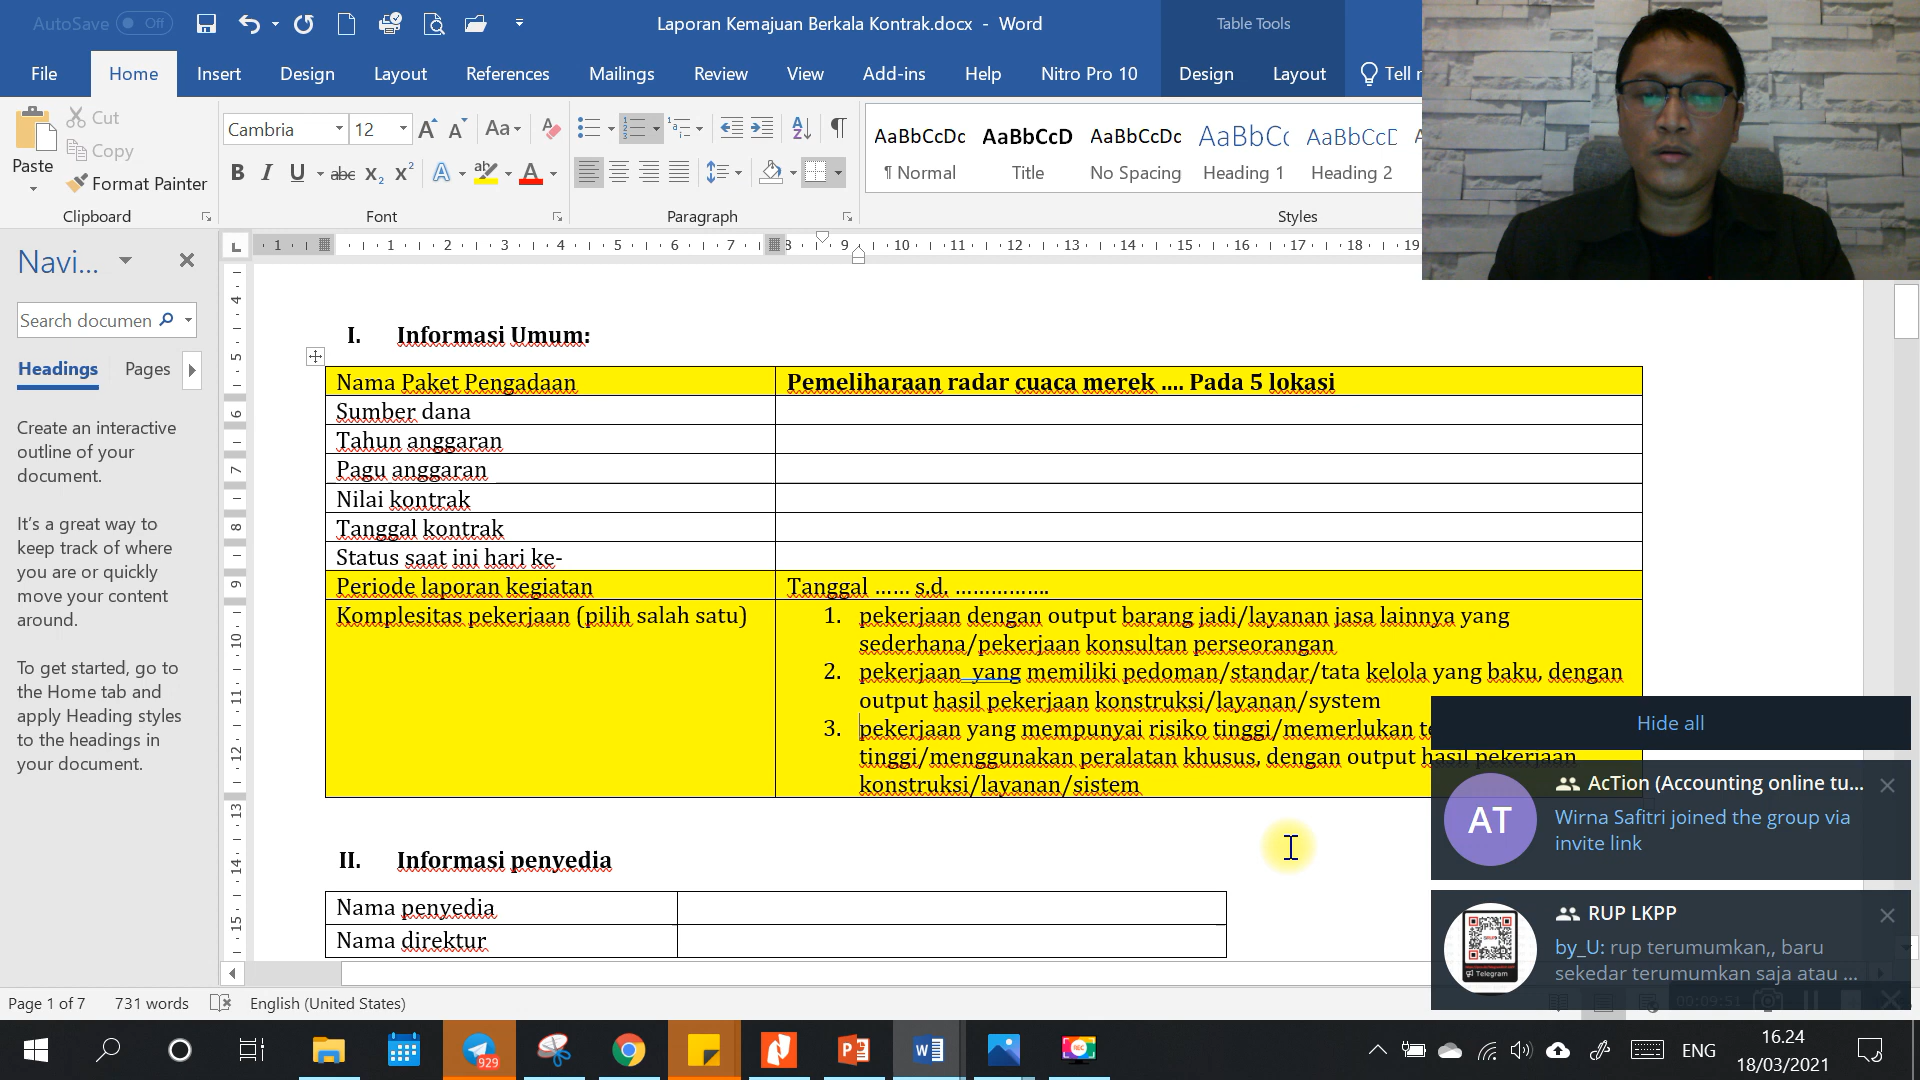 AutoSave Off
Laporan Kemajuan Berkala Kontrak.docx - Word
Table Tools
File Home Insert Design Layout References Mailings Review View Add-ins Help Nitro Pro 10 Design Layout Tell
Cut
Copy
Format Painter
Paste
Clipboard
Cambria 12
Font
Paragraph
AaBbCcDc AaBbCcD AaBbCcDc AaBbCc AaBbCcD
¶ Normal Title No Spacing Heading 1 Heading 2
Styles
Navi...
Search documen
Headings Pages
Create an interactive
outline of your
document.
It's a great way to
keep track of where
you are or quickly
move your content
around.
To get started, go to
the Home tab and
apply Heading styles
to the headings in
your document.
I. Informasi Umum:
Nama Paket Pengadaan Pemeliharaan radar cuaca merek .... Pada 5 lokasi
Sumber dana
Tahun anggaran
Pagu anggaran
Nilai kontrak
Tanggal kontrak
Status saat ini hari ke-
Periode laporan kegiatan Tanggal ...... s.d. ................
Komplesitas pekerjaan (pilih salah satu) 1. pekerjaan dengan output barang jadi/layanan jasa lainnya yang
sederhana/pekerjaan konsultan perseorangan
2. pekerjaan yang memiliki pedoman/standar/tata kelola yang baku, dengan
output hasil pekerjaan konstruksi/layanan/system
3. pekerjaan yang mempunyai risiko tinggi/memerlukan
tinggi/menggunakan peralatan khusus, dengan output hasil pekerjaan
konstruksi/layanan/sistem
II. Informasi penyedia
Nama penyedia
Nama direktur
Hide all
AT
AcTion (Accounting online tu...
Wirna Safitri joined the group via
invite link
RUP LKPP
by_U: rup terumumkan,, baru
sekedar terumumkan saja atau ...
Telegram
00:09:51
Page 1 of 7 731 words English (United States)
929
ENG
16.24
18/03/2021